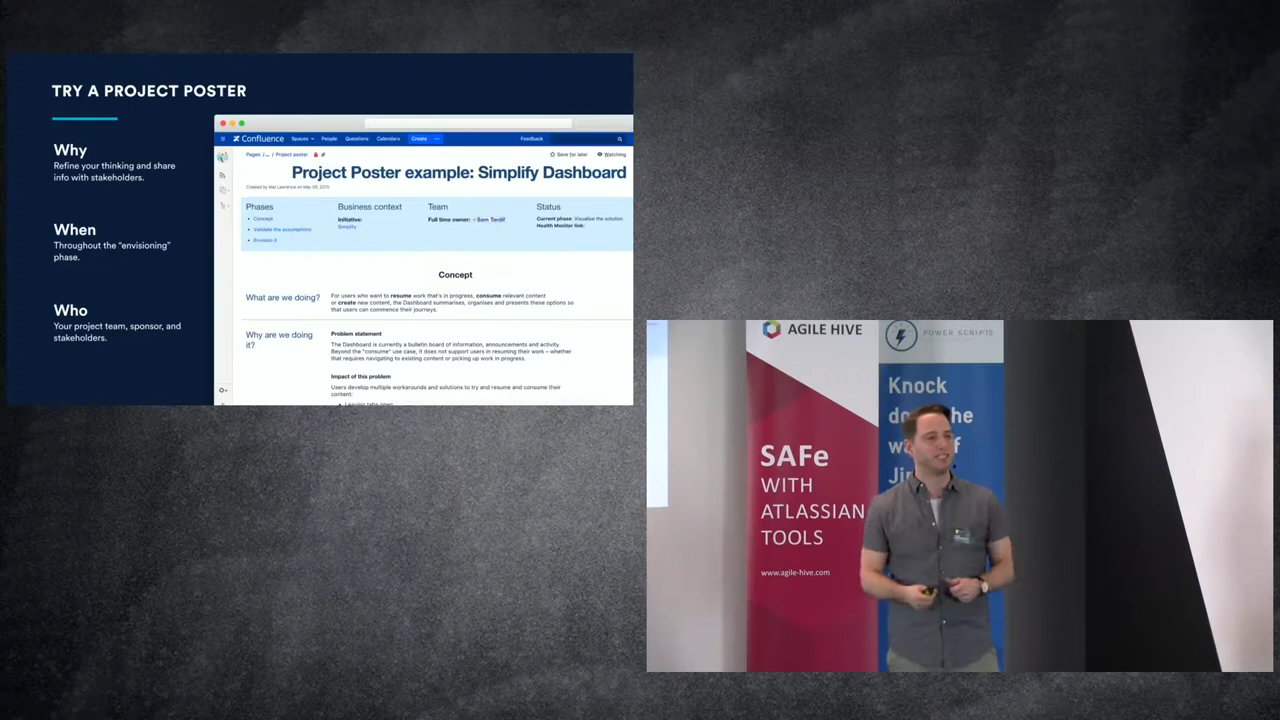 TRY A PROJECT POSTER
Why
Refine your thinking and share
info with stakeholders.
When
Throughout the "envisioning"
phase.
Who
Your project team, sponsor, and
stakeholders.
Confluence Spaces People Questions Calendars Create Feedback
Pages /... / Project poster Save for later Watching
Project Poster example: Simplify Dashboard
Phases Business context Team Status
Concept
Validate the assumptions
Envision it
Initiative:
Simplify
Full time owner: Sam Tardif
Current phase: Visualise the solution
Health Monitor link:
Concept
What are we doing?
For users who want to resume work that's in progress, consume relevant content
or create new content, the Dashboard summarises, organises and presents these options so
that users can commence their journeys.
Why are we doing
it?
Problem statement
The Dashboard is currently a bulletin board of information, announcements and activity.
Beyond the "consume" use case, it does not support users in resuming their work – whether
that requires navigating to existing content or picking up work in progress.
Impact of this problem
Users develop multiple workarounds and solutions to try and resume and consume their
content:
AGILE HIVE
SAFe
WITH
ATLASSIAN
TOOLS
www.agile-hive.com
POWER SCRIPTS
Knock